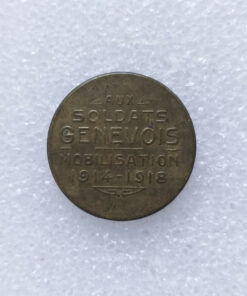 AUX
SOLDATS
GENEVOIS
MOBILISATION
1914-1918